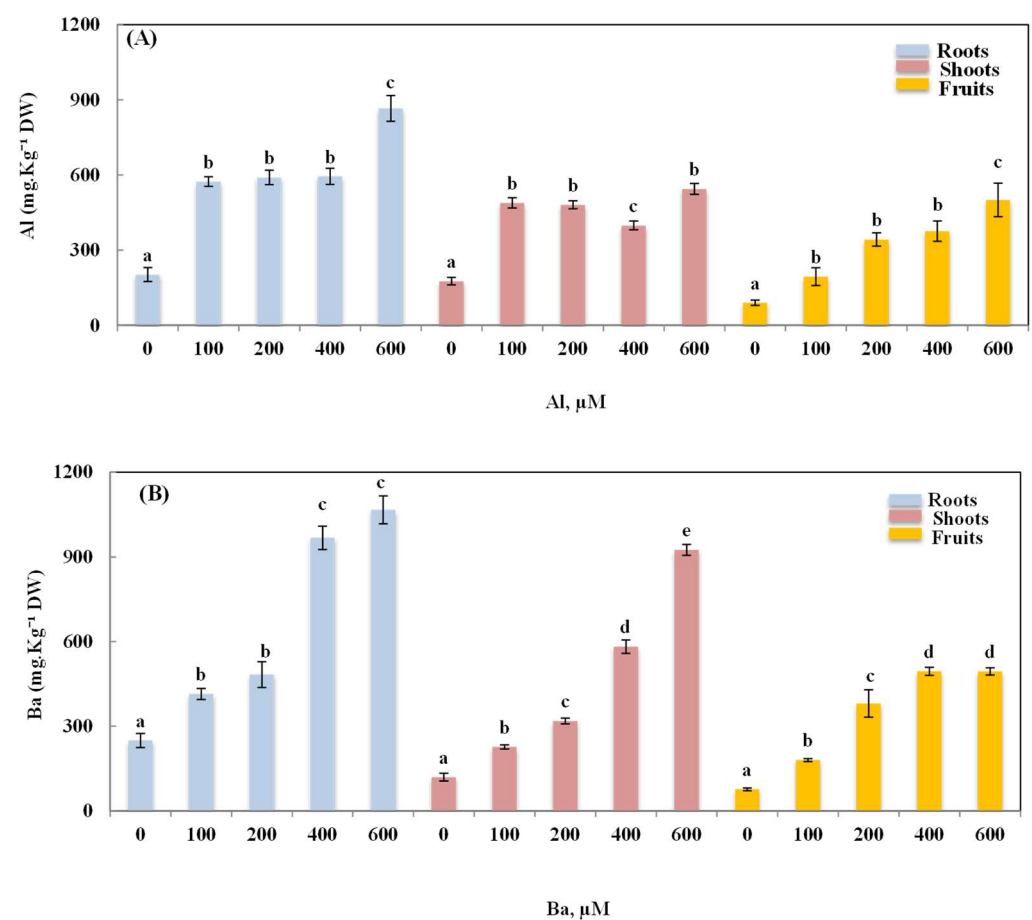 1200
(A)
Roots
Shoots
Fruits
900
600
300
0
Al (mg.Kg⁻¹ DW)
a b b b c a b b c b a b b b c
0 100 200 400 600 0 100 200 400 600 0 100 200 400 600
Al, µM
1200
(B)
Roots
Shoots
Fruits
900
600
300
0
Ba (mg.Kg⁻¹ DW)
a b b c c a b c d e a b c d d
0 100 200 400 600 0 100 200 400 600 0 100 200 400 600
Ba, µM